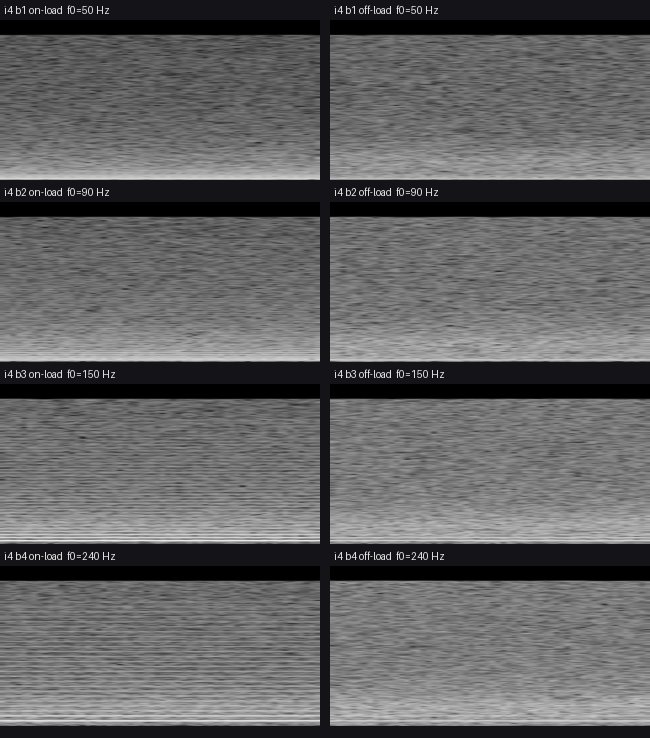 i4 b1 on-load f0=50 Hz
i4 b1 off-load f0=50 Hz
i4 b2 on-load f0=90 Hz
i4 b2 off-load f0=90 Hz
i4 b3 on-load f0=150 Hz
i4 b3 off-load f0=150 Hz
i4 b4 on-load f0=240 Hz
i4 b4 off-load f0=240 Hz